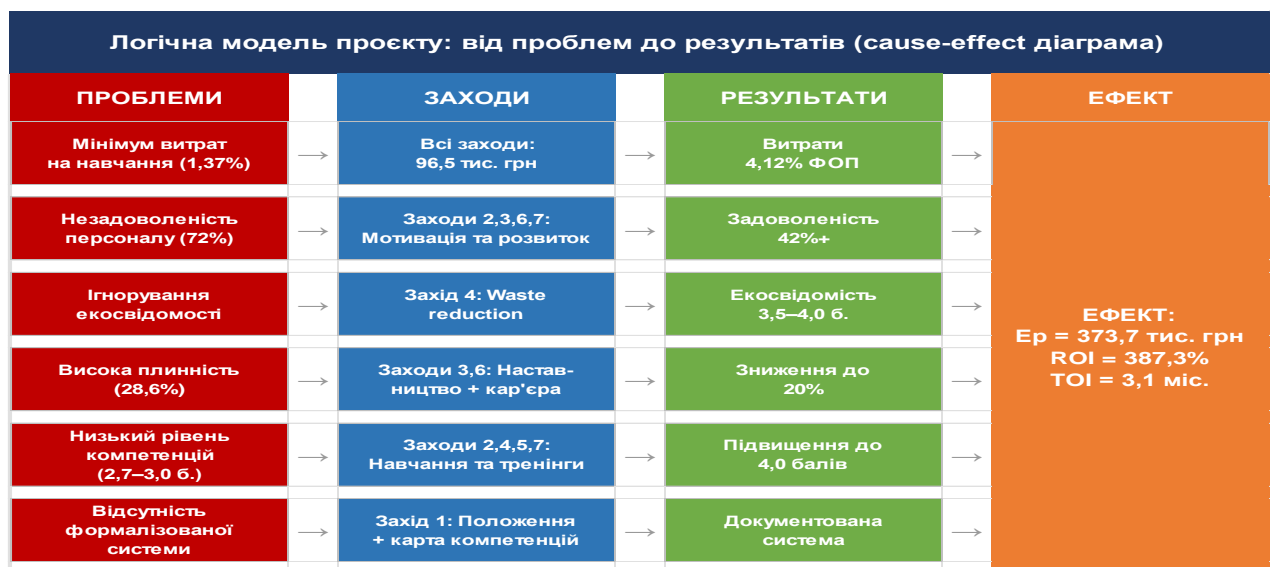 Логічна модель проєкту: від проблем до результатів (cause-effect діаграма)
ПРОБЛЕМИ
ЗАХОДИ
РЕЗУЛЬТАТИ
ЕФЕКТ
Мінімум витрат
на навчання (1,37%)
→
Всі заходи:
96,5 тис. грн
→
Витрати
4,12% ФОП
→
Незадоволеність
персоналу (72%)
→
Заходи 2,3,6,7:
Мотивація та розвиток
→
Задоволеність
42%+
→
Ігнорування
екосвідомості
→
Захід 4: Waste
reduction
→
Екосвідомість
3,5–4,0 б.
→
Висока плинність
(28,6%)
→
Заходи 3,6: Настав-
ництво + кар'єра
→
Зниження до
20%
→
Низький рівень
компетенцій
(2,7–3,0 б.)
→
Заходи 2,4,5,7:
Навчання та тренінги
→
Підвищення до
4,0 балів
→
Відсутність
формалізованої
системи
→
Захід 1: Положення
+ карта компетенцій
→
Документована
система
→
ЕФЕКТ:
Ер = 373,7 тис. грн
ROI = 387,3%
TOI = 3,1 міс.